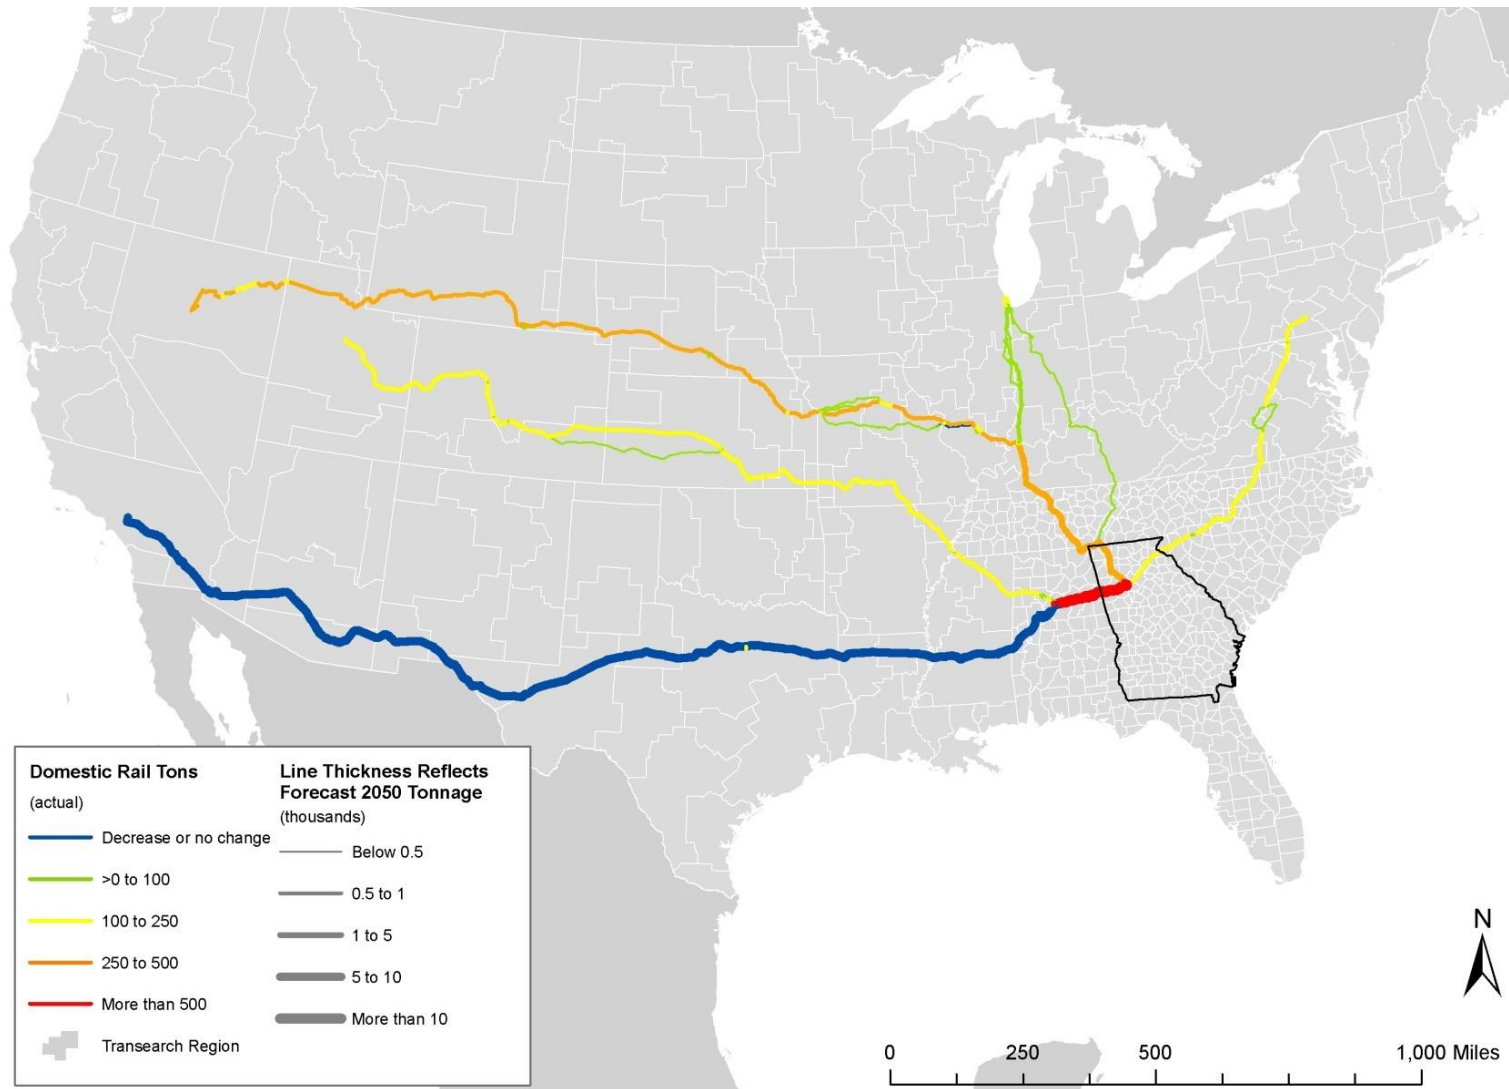 Domestic Rail Tons
(actual)
Decrease or no change
>0 to 100
100 to 250
250 to 500
More than 500
Transearch Region
Line Thickness Reflects
Forecast 2050 Tonnage
(thousands)
Below 0.5
0.5 to 1
1 to 5
5 to 10
More than 10
N
0 250 500 1,000 Miles